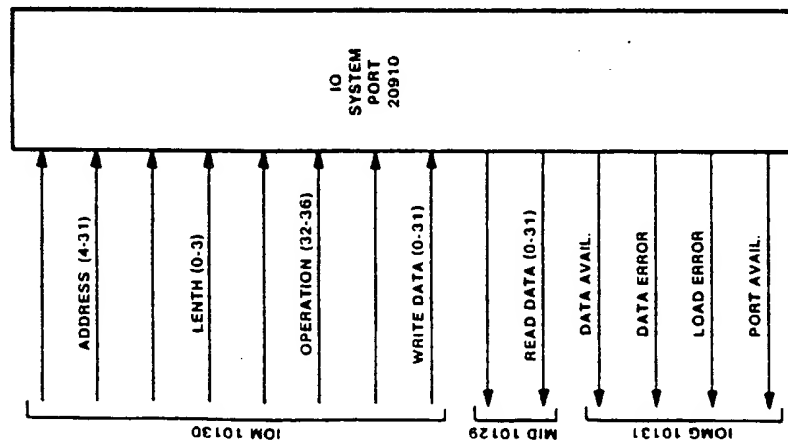 IO
SYSTEM
PORT
20910
ADDRESS (4-31)
LENTH (0-3)
OPERATION (32-36)
WRITE DATA (0-31)
READ DATA (0-31)
DATA AVAIL.
DATA ERROR
LOAD ERROR
PORT AVAIL.
IOM 10130
MID 10129
IOMG 10131